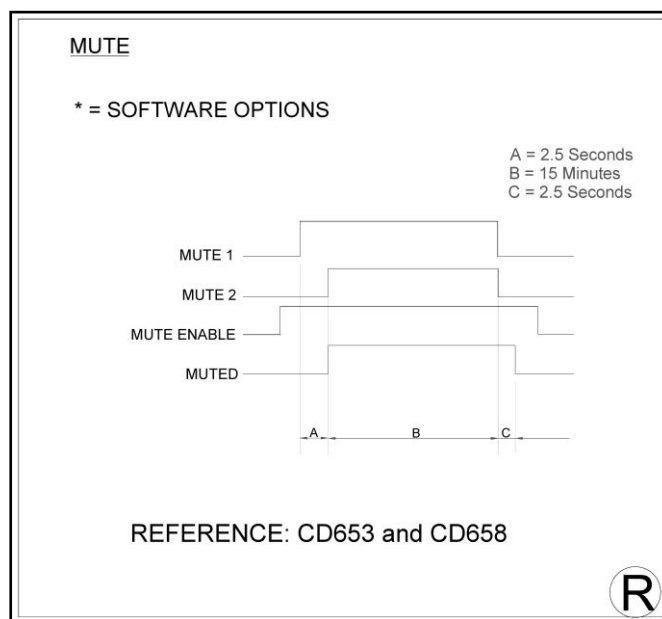 MUTE
* = SOFTWARE OPTIONS
A = 2.5 Seconds
B = 15 Minutes
C = 2.5 Seconds
MUTE 1
MUTE 2
MUTE ENABLE
MUTED
A B C
REFERENCE: CD653 and CD658
R